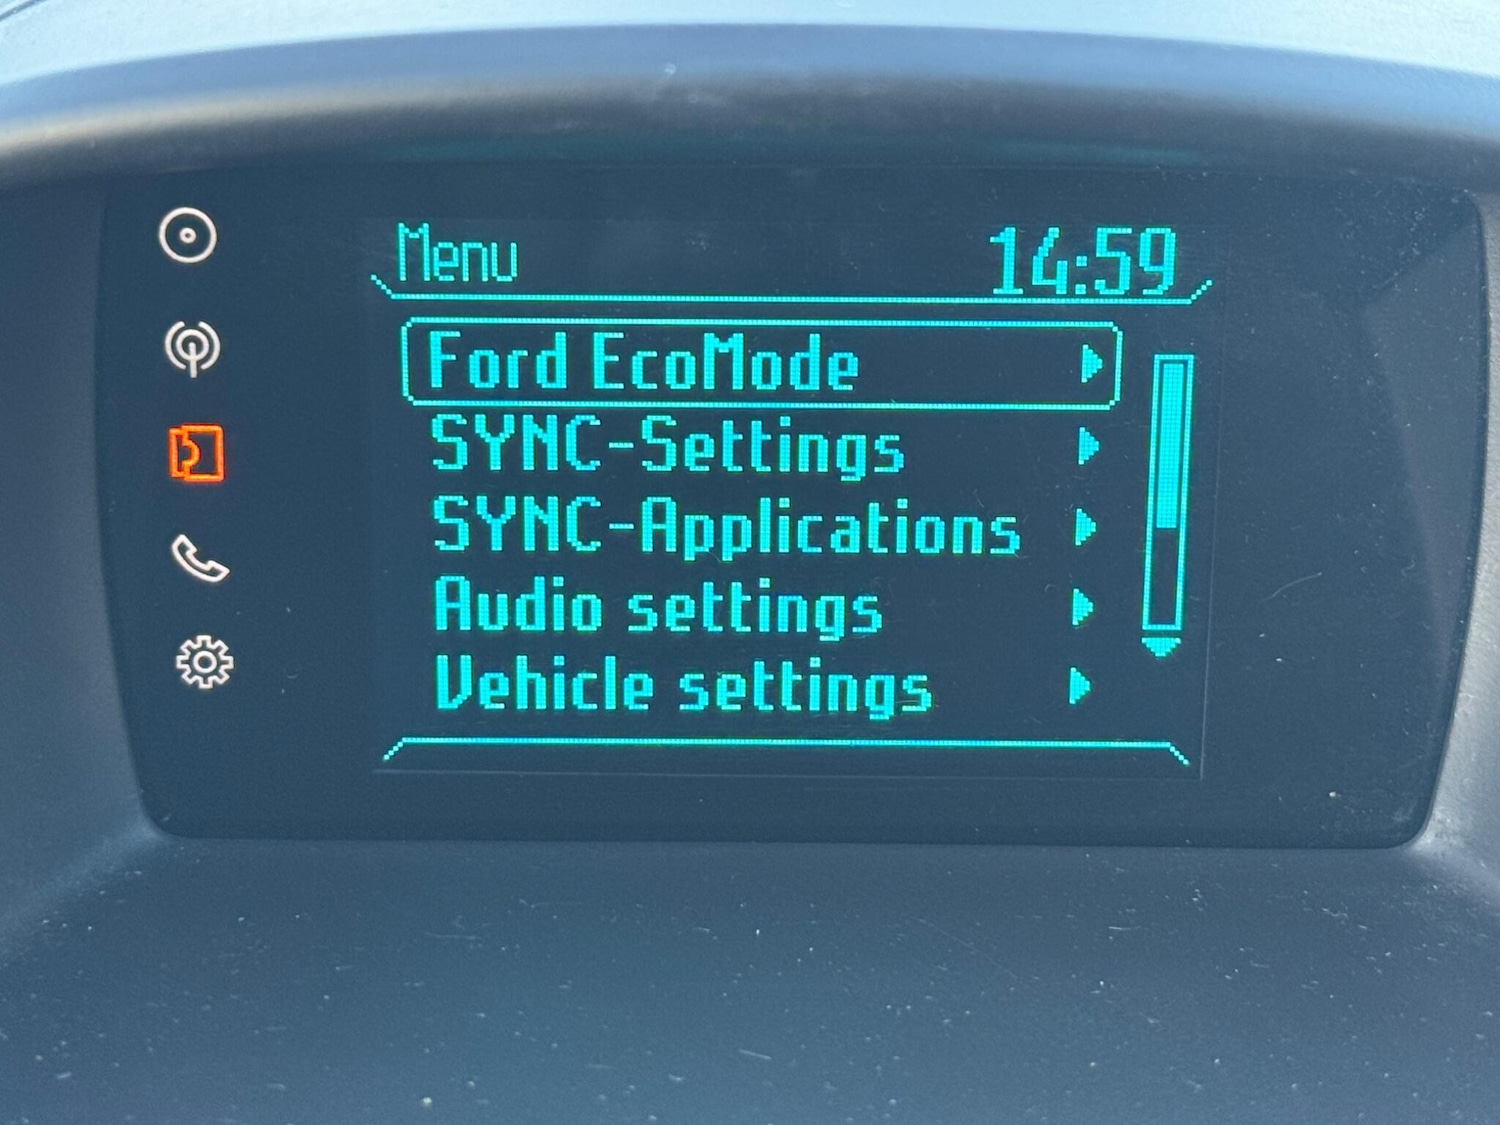 Menu 14:59
Ford EcoMode
SYNC-Settings
SYNC-Applications
Audio settings
Vehicle settings